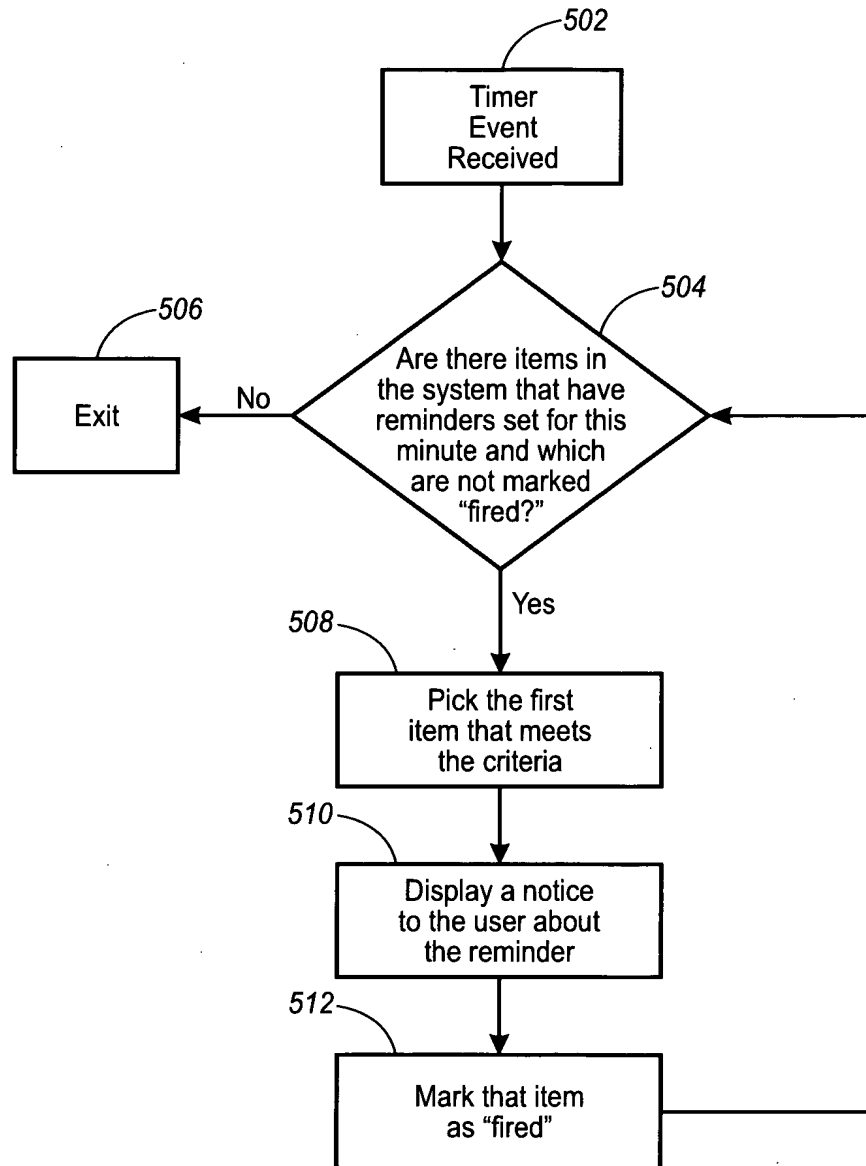 502
Timer
Event
Received
504
Are there items in
the system that have
reminders set for this
minute and which
are not marked
“fired?”
506
No
Exit
Yes
508
Pick the first
item that meets
the criteria
510
Display a notice
to the user about
the reminder
512
Mark that item
as “fired”